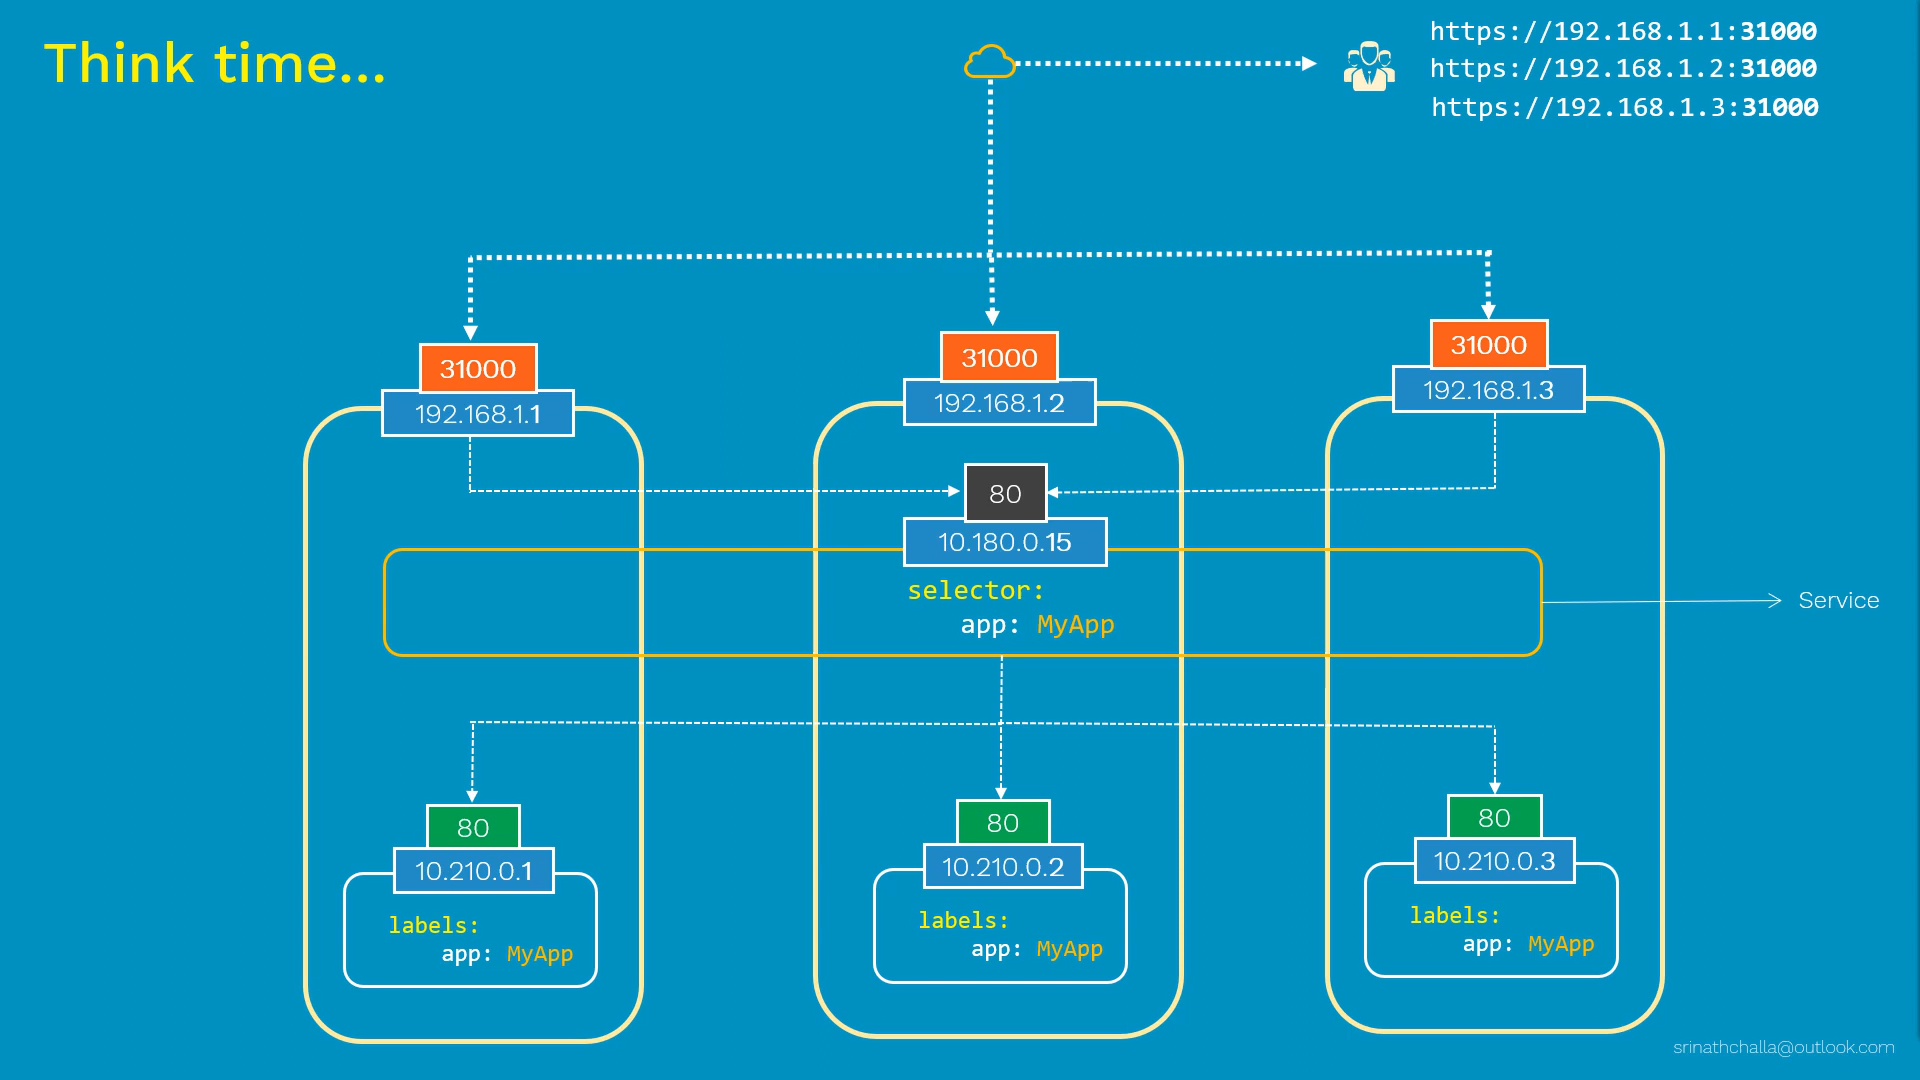 Think time...
https://192.168.1.1:31000
https://192.168.1.2:31000
https://192.168.1.3:31000
31000
192.168.1.1
31000
192.168.1.2
31000
192.168.1.3
80
10.180.0.15
selector:
app: MyApp
Service
80
10.210.0.1
labels:
app: MyApp
80
10.210.0.2
labels:
app: MyApp
80
10.210.0.3
labels:
app: MyApp
srinathchalla@outlook.com